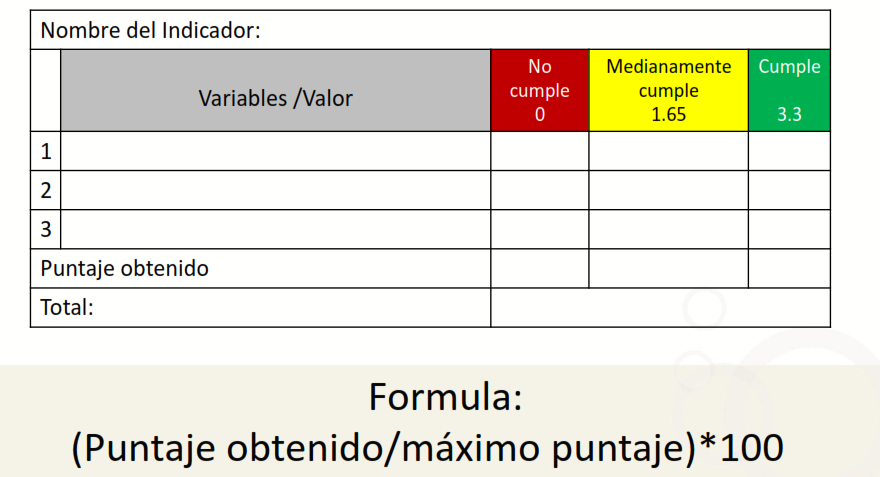 Nombre del Indicador:
Variables /Valor
No
cumple
0
Medianamente
cumple
1.65
Cumple
3.3
1
2
3
Puntaje obtenido
Total:
Formula:
(Puntaje obtenido/máximo puntaje)*100